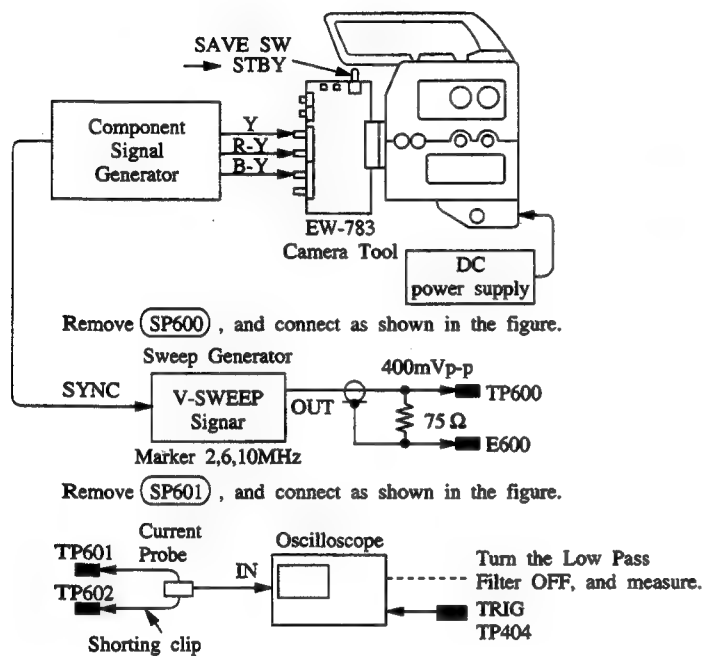 SAVE SW
→ STBY
Component
Signal
Generator
Y
R-Y
B-Y
EW-783
Camera Tool
DC
power supply
Remove SP600 , and connect as shown in the figure.
Sweep Generator
400mVp-p
SYNC
V-SWEEP
Signar
OUT
TP600
75 Ω
E600
Marker 2,6,10MHz
Remove SP601 , and connect as shown in the figure.
Current
Probe
TP601
TP602
Shorting clip
IN
Oscilloscope
Turn the Low Pass
Filter OFF, and measure.
TRIG
TP404